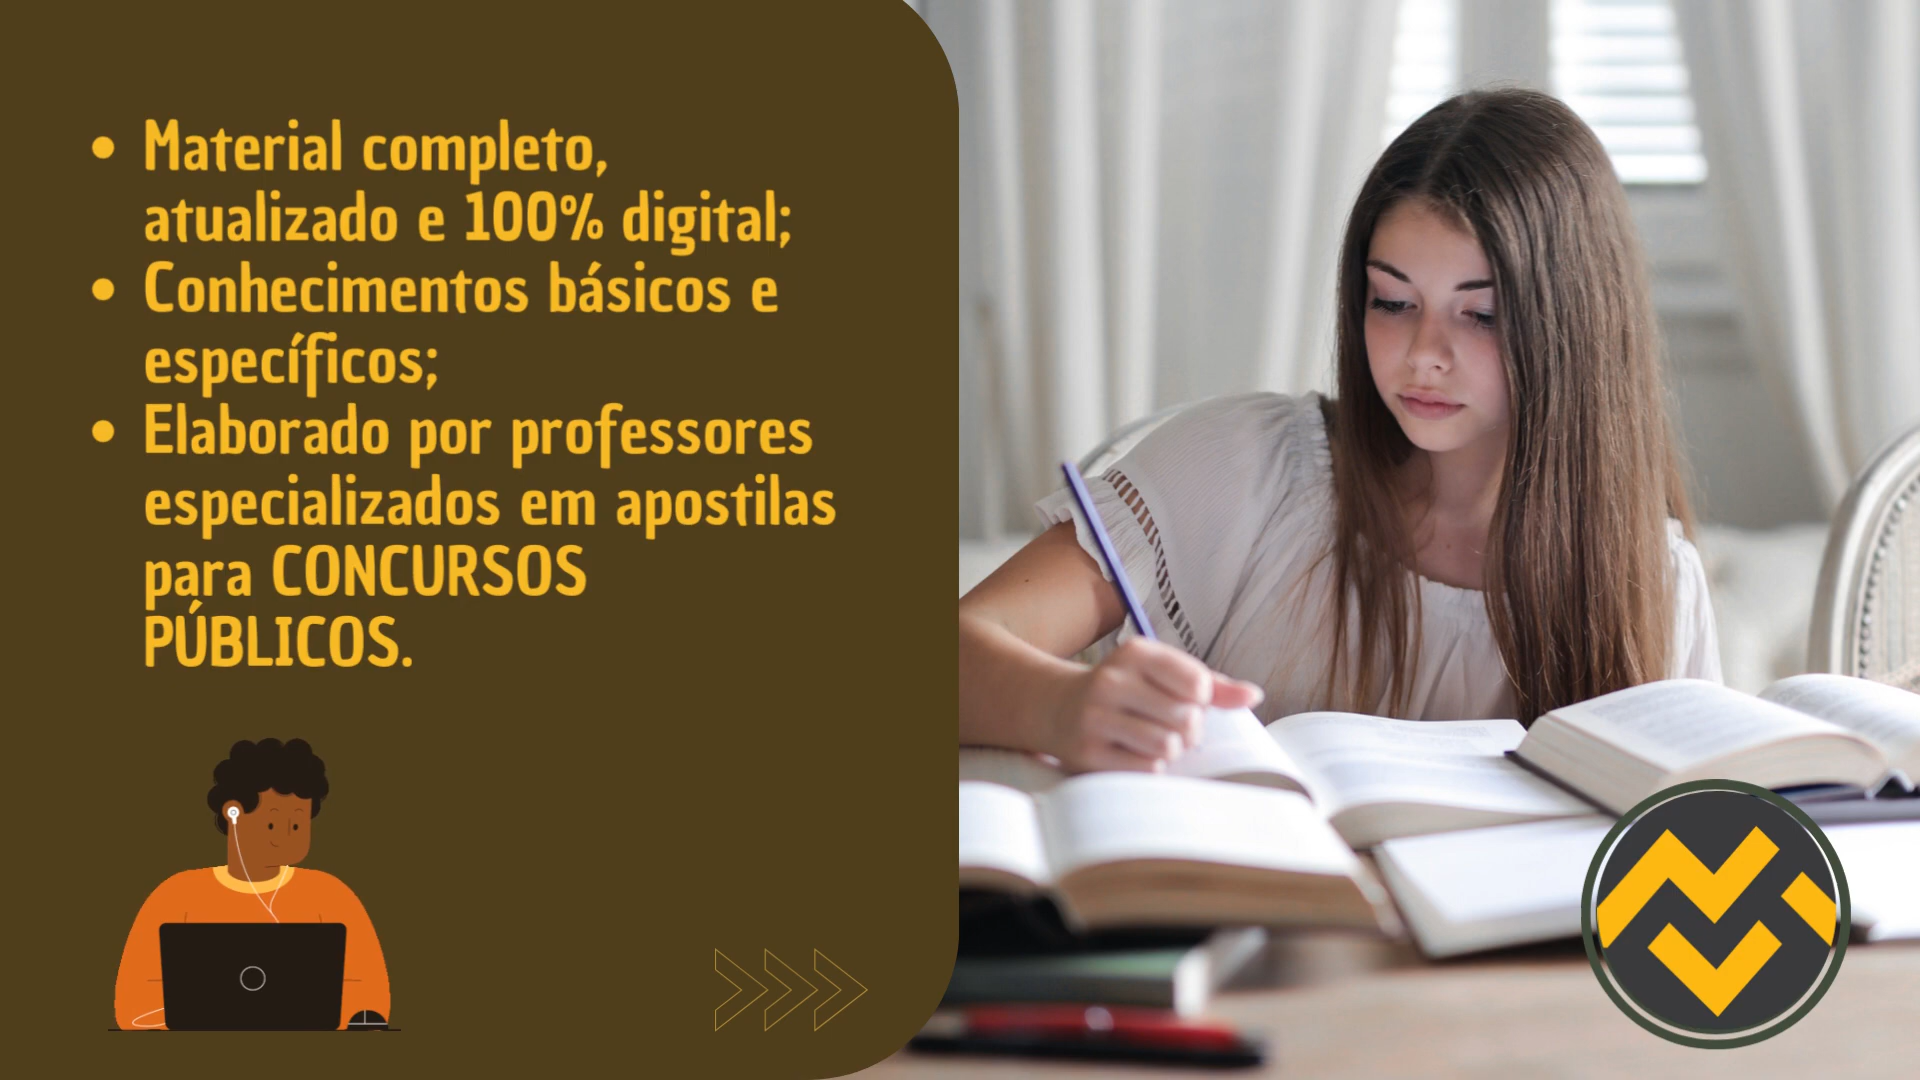 • Material completo,
atualizado e 100% digital;
• Conhecimentos básicos e
específicos;
• Elaborado por professores
especializados em apostilas
para CONCURSOS
PÚBLICOS.